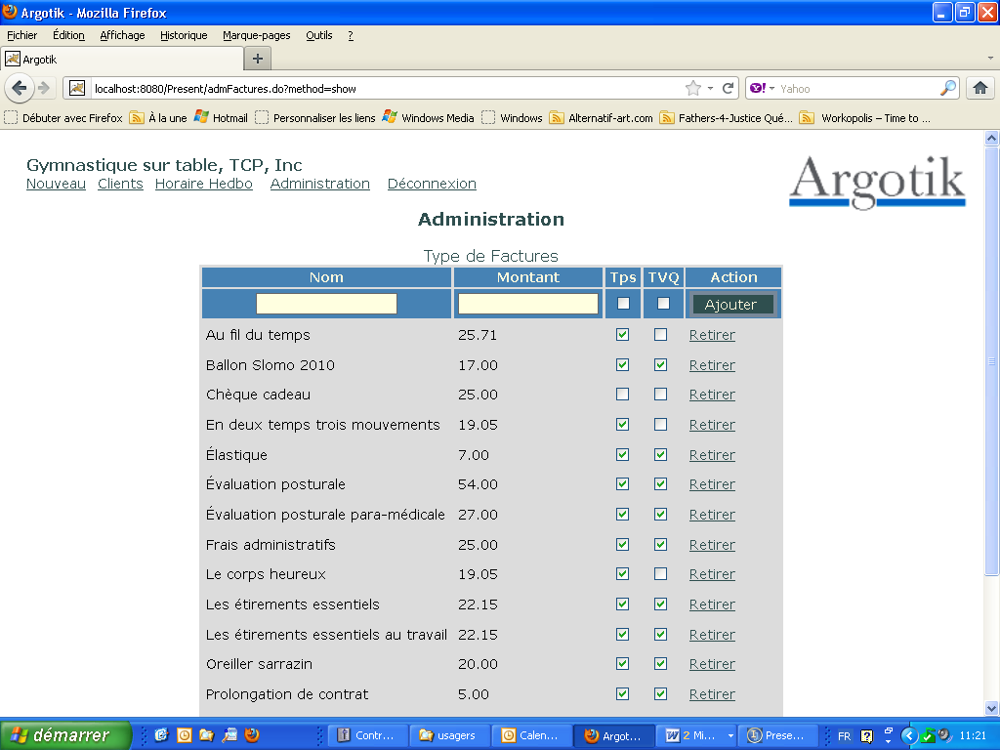 Argotik - Mozilla Firefox
Fichier Édition Affichage Historique Marque-pages Outils ?
Argotik
localhost:8080/Present/admFactures.do?method=show Yahoo
Débuter avec Firefox À la une Hotmail Personnaliser les liens Windows Media Windows Alternatif-art.com Fathers-4-Justice Qué... Workopolis – Time to ...
Gymnastique sur table, TCP, Inc
Nouveau Clients Horaire Hedbo Administration Déconnexion
Argotik
Administration
Type de Factures
Nom Montant Tps TVQ Action
Ajouter
Au fil du temps 25.71 Retirer
Ballon Slomo 2010 17.00 Retirer
Chèque cadeau 25.00 Retirer
En deux temps trois mouvements 19.05 Retirer
Élastique 7.00 Retirer
Évaluation posturale 54.00 Retirer
Évaluation posturale para-médicale 27.00 Retirer
Frais administratifs 25.00 Retirer
Le corps heureux 19.05 Retirer
Les étirements essentiels 22.15 Retirer
Les étirements essentiels au travail 22.15 Retirer
Oreiller sarrazin 20.00 Retirer
Prolongation de contrat 5.00 Retirer
démarrer Contr... usagers Calen... Argot... 2 Mi... Prese... FR 11:21